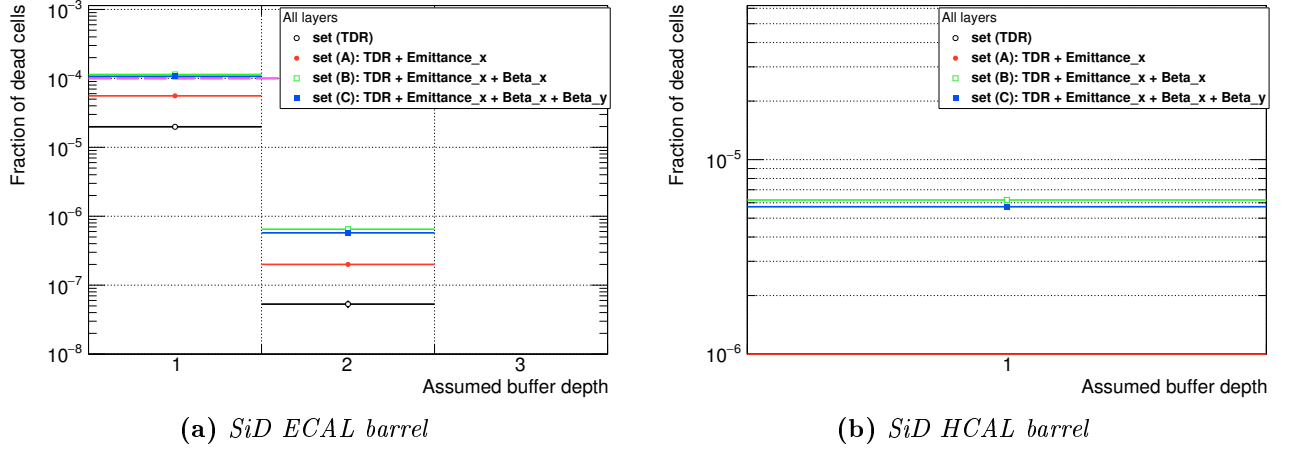 Fraction of dead cells
10⁻³
10⁻⁴
10⁻⁵
10⁻⁶
10⁻⁷
10⁻⁸
All layers
set (TDR)
set (A): TDR + Emittance_x
set (B): TDR + Emittance_x + Beta_x
set (C): TDR + Emittance_x + Beta_x + Beta_y
1 2 3
Assumed buffer depth
(a) SiD ECAL barrel
Fraction of dead cells
10⁻⁵
10⁻⁶
All layers
set (TDR)
set (A): TDR + Emittance_x
set (B): TDR + Emittance_x + Beta_x
set (C): TDR + Emittance_x + Beta_x + Beta_y
1
Assumed buffer depth
(b) SiD HCAL barrel